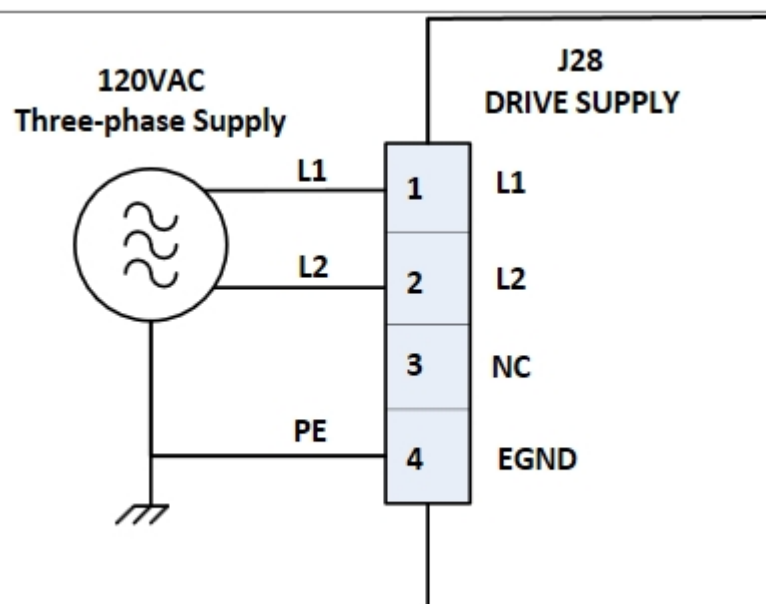 120VAC
Three-phase Supply
J28
DRIVE SUPPLY
L1
1
L1
L2
2
L2
3
NC
PE
4
EGND